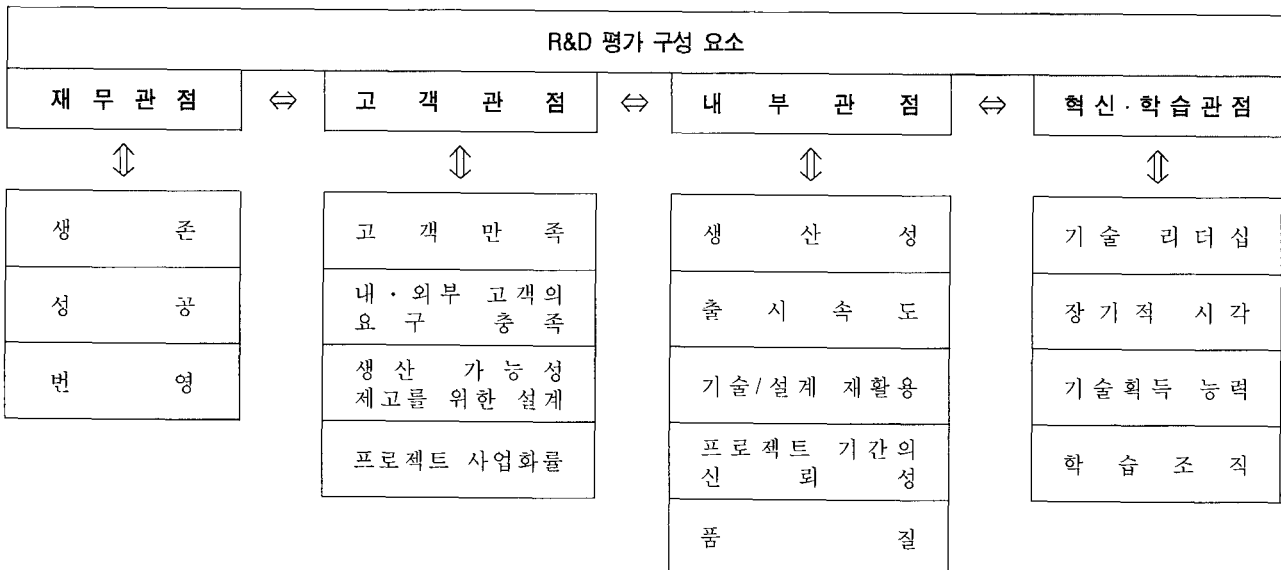 R&D 평가 구성 요소
재무관점 ⇔ 고객관점 ⇔ 내부관점 ⇔ 혁신·학습관점
⇕ ⇕ ⇕ ⇕
생존
성공
번영
고객만족
내·외부 고객의
요구 충족
생산 가능성
제고를 위한 설계
프로젝트 사업화률
생산성
출시속도
기술/설계 재활용
프로젝트 기간의
신뢰성
품질
기술 리더십
장기적 시각
기술획득 능력
학습조직